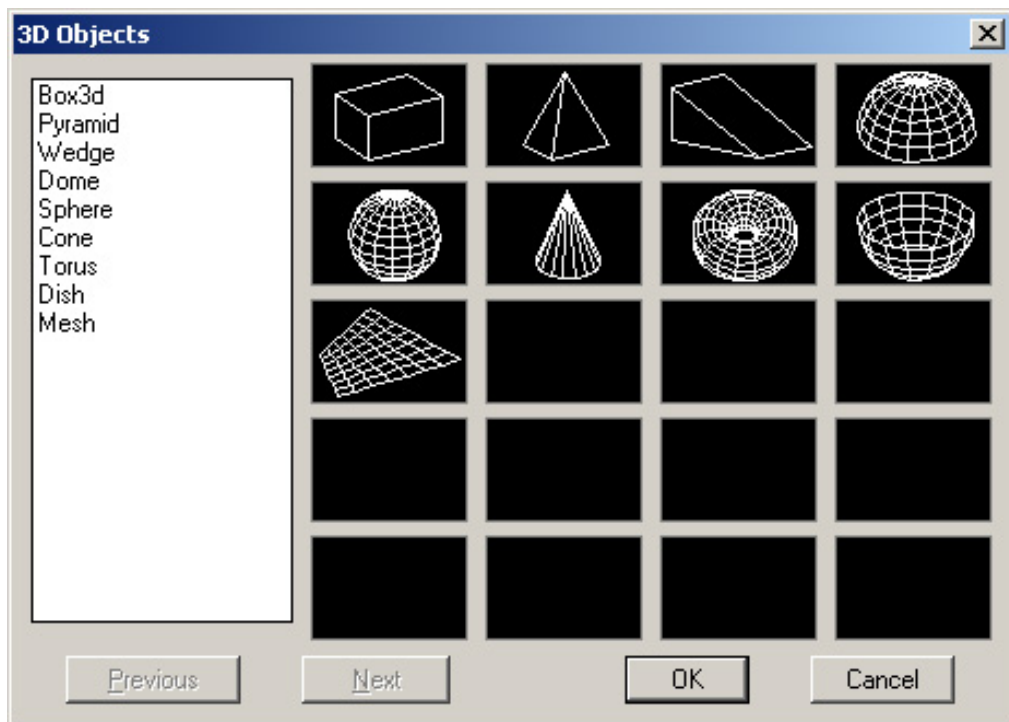 3D Objects
Box3d
Pyramid
Wedge
Dome
Sphere
Cone
Torus
Dish
Mesh
Previous
Next
OK
Cancel